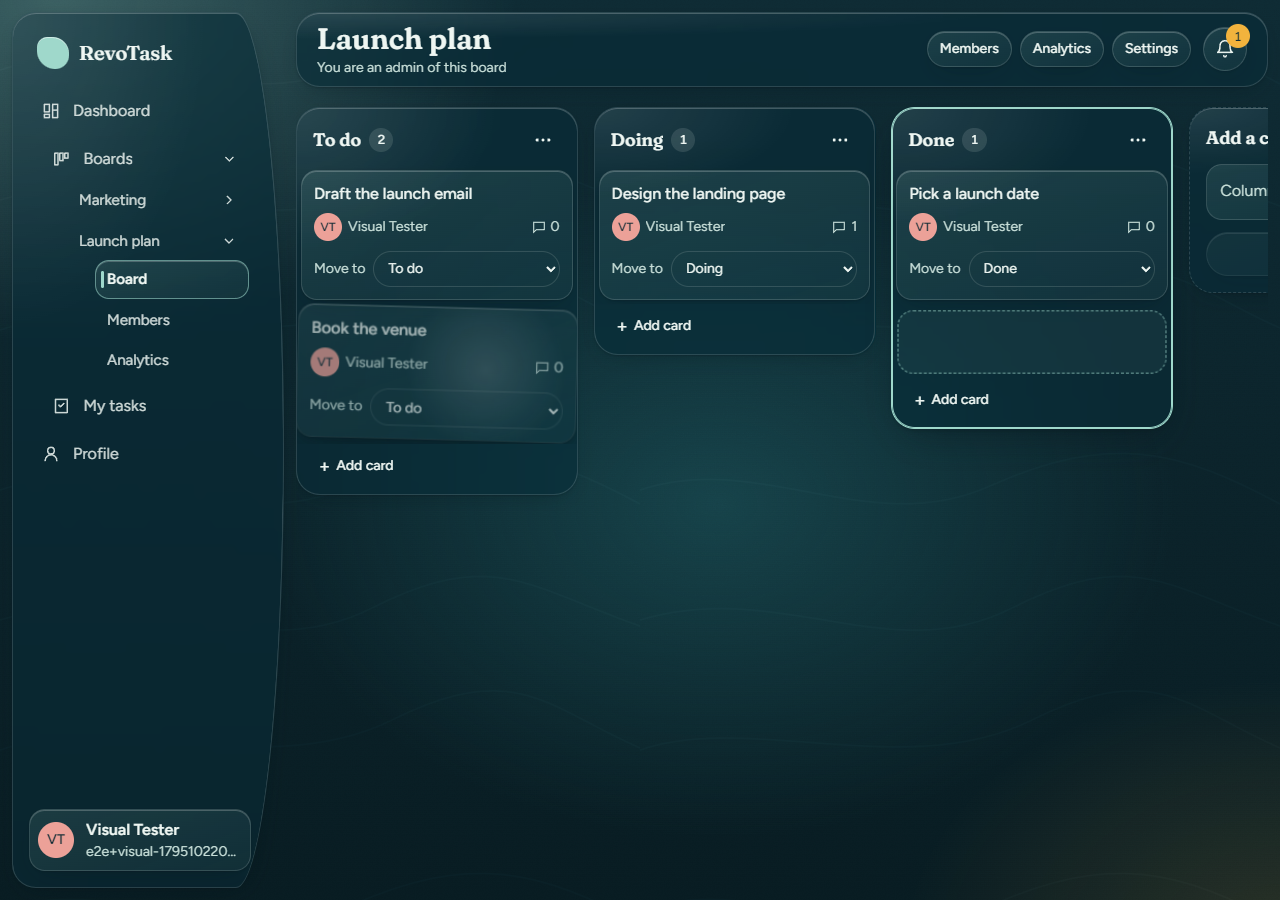 RevoTask
Dashboard
Boards
Marketing
Launch plan
Board
Members
Analytics
My tasks
Profile
VT
Visual Tester
e2e+visual-179510220...
Launch plan
You are an admin of this board
Members
Analytics
Settings
1
To do 2
Draft the launch email
VT Visual Tester 0
Move to To do
Book the venue
VT Visual Tester 0
Move to To do
+ Add card
Doing 1
Design the landing page
VT Visual Tester 1
Move to Doing
+ Add card
Done 1
Pick a launch date
VT Visual Tester 0
Move to Done
+ Add card
Add a c
Colum